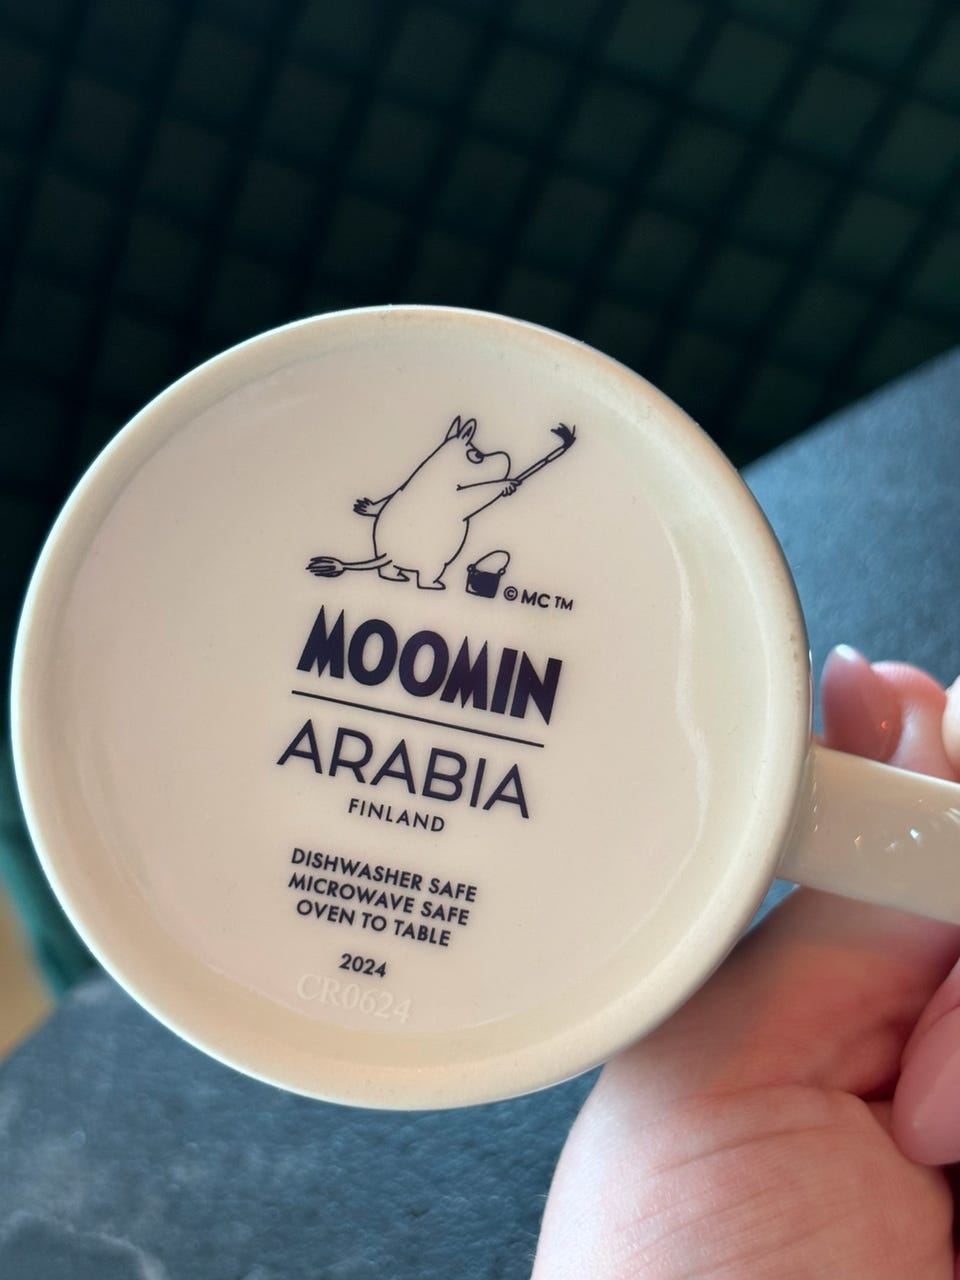 © MC TM
MOOMIN
ARABIA
FINLAND
DISHWASHER SAFE
MICROWAVE SAFE
OVEN TO TABLE
2024
CR0624